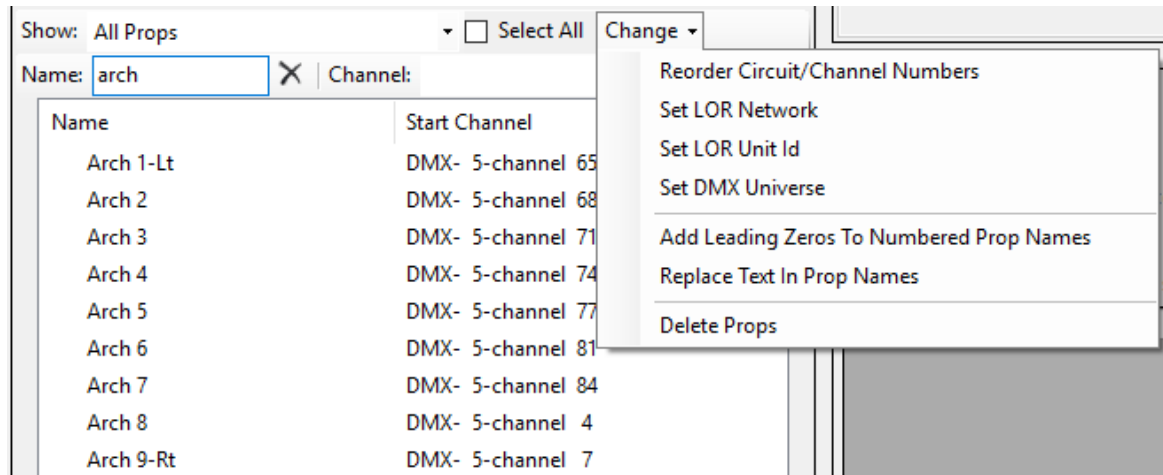 Show: All Props Select All Change
Name: arch Channel:
Reorder Circuit/Channel Numbers
Set LOR Network
Set LOR Unit Id
Set DMX Universe
Add Leading Zeros To Numbered Prop Names
Replace Text In Prop Names
Delete Props
Name Start Channel
Arch 1-Lt DMX- 5-channel 65
Arch 2 DMX- 5-channel 68
Arch 3 DMX- 5-channel 71
Arch 4 DMX- 5-channel 74
Arch 5 DMX- 5-channel 77
Arch 6 DMX- 5-channel 81
Arch 7 DMX- 5-channel 84
Arch 8 DMX- 5-channel 4
Arch 9-Rt DMX- 5-channel 7